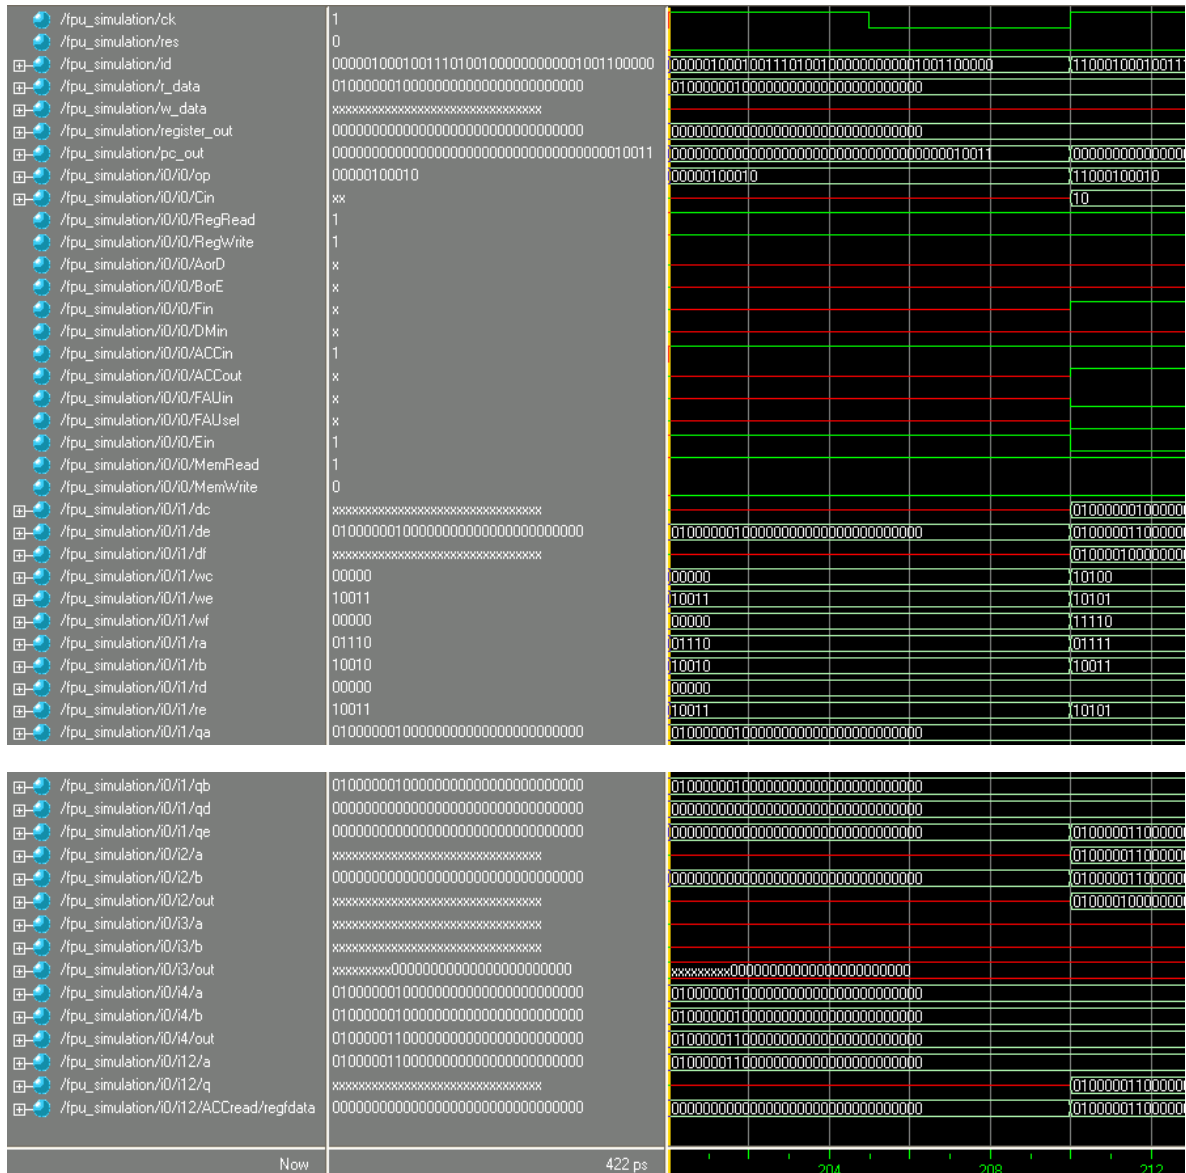 /fpu_simulation/ck 1
/fpu_simulation/res 0
/fpu_simulation/id 00000100010011101001000000000001001100000 00000100010011101001000000000001001100000 110001000100111
/fpu_simulation/r_data 01000000100000000000000000000000 01000000100000000000000000000000
/fpu_simulation/w_data xxxxxxxxxxxxxxxxxxxxxxxxxxxxxxxx
/fpu_simulation/register_out 00000000000000000000000000000000 00000000000000000000000000000000
/fpu_simulation/pc_out 00000000000000000000000000000000000010011 00000000000000000000000000000000000010011 00000000000000
/fpu_simulation/i0/i0/op 00000100010 00000100010 11000100010
/fpu_simulation/i0/i0/Cin xx 10
/fpu_simulation/i0/i0/RegRead 1
/fpu_simulation/i0/i0/RegWrite 1
/fpu_simulation/i0/i0/AorD x
/fpu_simulation/i0/i0/BorE x
/fpu_simulation/i0/i0/Fin x
/fpu_simulation/i0/i0/DMin x
/fpu_simulation/i0/i0/ACCin 1
/fpu_simulation/i0/i0/ACCout x
/fpu_simulation/i0/i0/FAUin x
/fpu_simulation/i0/i0/FAUsel x
/fpu_simulation/i0/i0/Ein 1
/fpu_simulation/i0/i0/MemRead 1
/fpu_simulation/i0/i0/MemWrite 0
/fpu_simulation/i0/i1/dc xxxxxxxxxxxxxxxxxxxxxxxxxxxxxxxx 01000000100000
/fpu_simulation/i0/i1/de 01000000100000000000000000000000 01000000100000000000000000000000 01000001100000
/fpu_simulation/i0/i1/df xxxxxxxxxxxxxxxxxxxxxxxxxxxxxxxx 01000010000000
/fpu_simulation/i0/i1/wc 00000 00000 10100
/fpu_simulation/i0/i1/we 10011 10011 10101
/fpu_simulation/i0/i1/wf 00000 00000 11110
/fpu_simulation/i0/i1/ra 01110 01110 01111
/fpu_simulation/i0/i1/rb 10010 10010 10011
/fpu_simulation/i0/i1/rd 00000 00000
/fpu_simulation/i0/i1/re 10011 10011 10101
/fpu_simulation/i0/i1/qa 01000000100000000000000000000000 01000000100000000000000000000000
/fpu_simulation/i0/i1/qb 01000000100000000000000000000000 01000000100000000000000000000000
/fpu_simulation/i0/i1/qd 00000000000000000000000000000000 00000000000000000000000000000000
/fpu_simulation/i0/i1/qe 00000000000000000000000000000000 00000000000000000000000000000000 01000001100000
/fpu_simulation/i0/i2/a xxxxxxxxxxxxxxxxxxxxxxxxxxxxxxxx 01000001100000
/fpu_simulation/i0/i2/b 00000000000000000000000000000000 00000000000000000000000000000000 01000001100000
/fpu_simulation/i0/i2/out xxxxxxxxxxxxxxxxxxxxxxxxxxxxxxxx 01000010000000
/fpu_simulation/i0/i3/a xxxxxxxxxxxxxxxxxxxxxxxxxxxxxxxx
/fpu_simulation/i0/i3/b xxxxxxxxxxxxxxxxxxxxxxxxxxxxxxxx
/fpu_simulation/i0/i3/out xxxxxxxxx00000000000000000000000 xxxxxxxxx00000000000000000000000
/fpu_simulation/i0/i4/a 01000000100000000000000000000000 01000000100000000000000000000000
/fpu_simulation/i0/i4/b 01000000100000000000000000000000 01000000100000000000000000000000
/fpu_simulation/i0/i4/out 01000001100000000000000000000000 01000001100000000000000000000000
/fpu_simulation/i0/i12/a 01000001100000000000000000000000 01000001100000000000000000000000
/fpu_simulation/i0/i12/q xxxxxxxxxxxxxxxxxxxxxxxxxxxxxxxx 01000001100000
/fpu_simulation/i0/i12/ACCread/regfdata 00000000000000000000000000000000 00000000000000000000000000000000 01000001100000
Now 422 ps 204 208 212